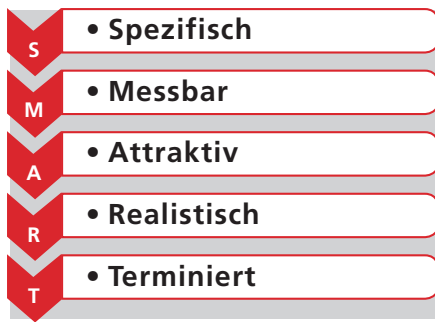 S • Spezifisch
M • Messbar
A • Attraktiv
R • Realistisch
T • Terminiert